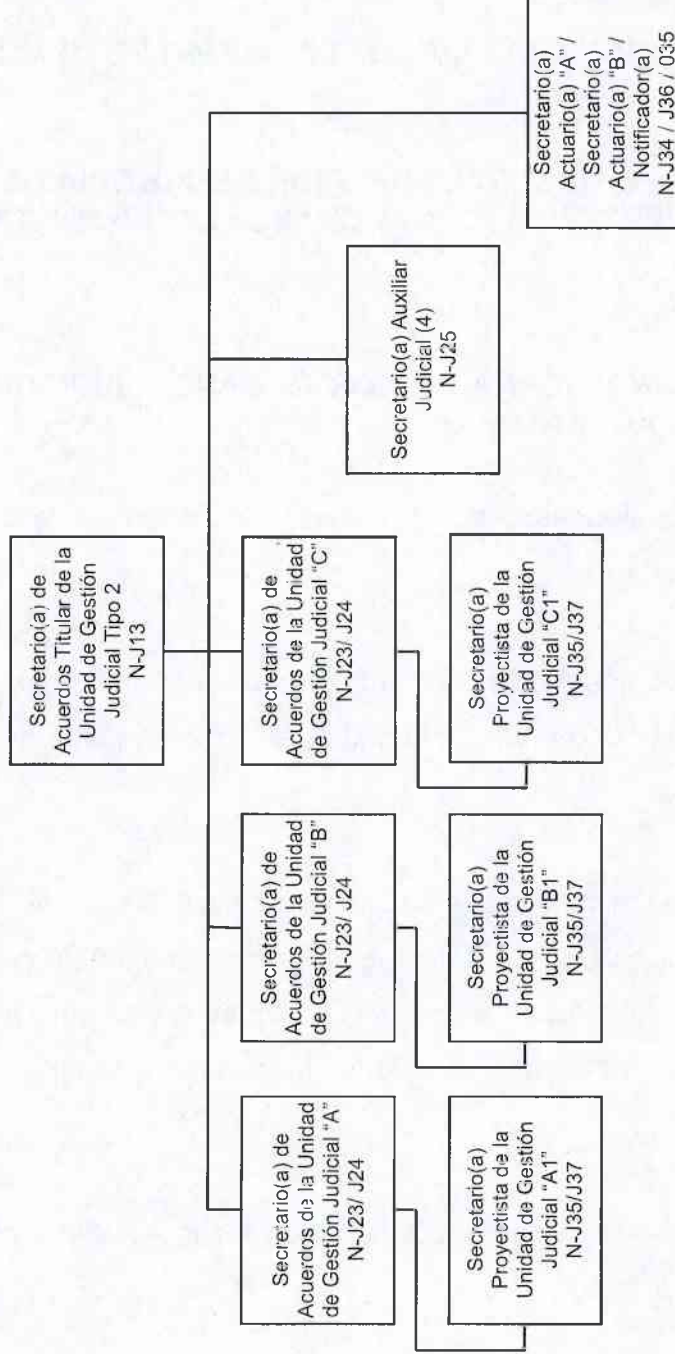 Secretario(a) de
Acuerdos Titular de la
Unidad de Gestión
Judicial Tipo 2
N-J13
Secretario(a) de
Acuerdos de la Unidad
de Gestión Judicial "A"
N-J23/ J24
Secretario(a) de
Acuerdos de la Unidad
de Gestión Judicial "B"
N-J23/ J24
Secretario(a) de
Acuerdos de la Unidad
de Gestión Judicial "C"
N-J23/ J24
Secretario(a) Auxiliar
Judicial (4)
N-J25
Secretario(a)
Proyectista de la
Unidad de Gestión
Judicial "A1"
N-J35/J37
Secretario(a)
Proyectista de la
Unidad de Gestión
Judicial "B1"
N-J35/J37
Secretario(a)
Proyectista de la
Unidad de Gestión
Judicial "C1"
N-J35/J37
Secretario(a)
Actuario(a) "A" /
Secretario(a)
Actuario(a) "B" /
Notificador(a)
N-J34 / J36 / 035